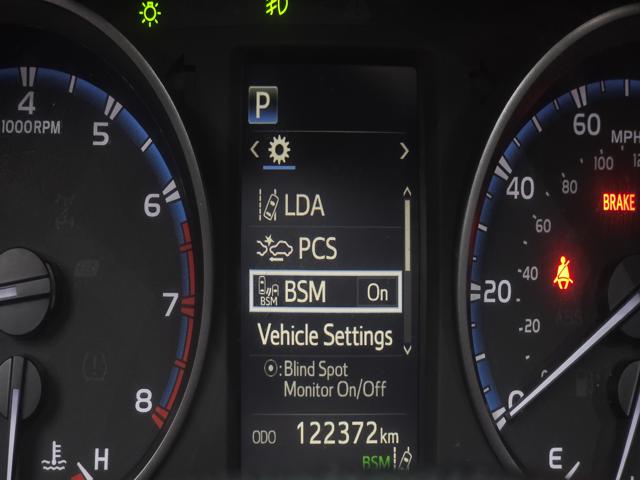 P
4
1000RPM
5
6
7
8
H
LDA
PCS
BSM
BSM On
Vehicle Settings
:Blind Spot
Monitor On/Off
ODO 122372km
BSM
60
MPH
100
80
40
60
BRAKE
40
20
20
0
E